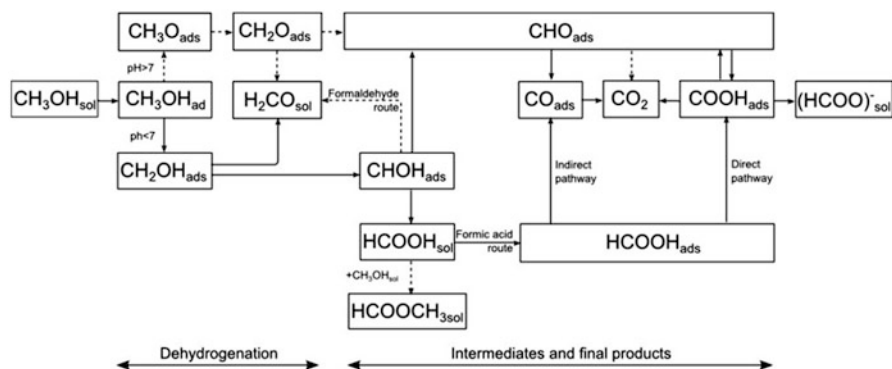 CH3Oads
CH2Oads
CHOads
pH>7
CH3OHsol
CH3OHad
H2COsol
Formaldehyde
route
COads
CO2
COOHads
(HCOO)-sol
ph<7
CH2OHads
CHOHads
Indirect
pathway
Direct
pathway
HCOOHsol
Formic acid
route
HCOOHads
+CH3OHsol
HCOOCH3sol
Dehydrogenation
Intermediates and final products